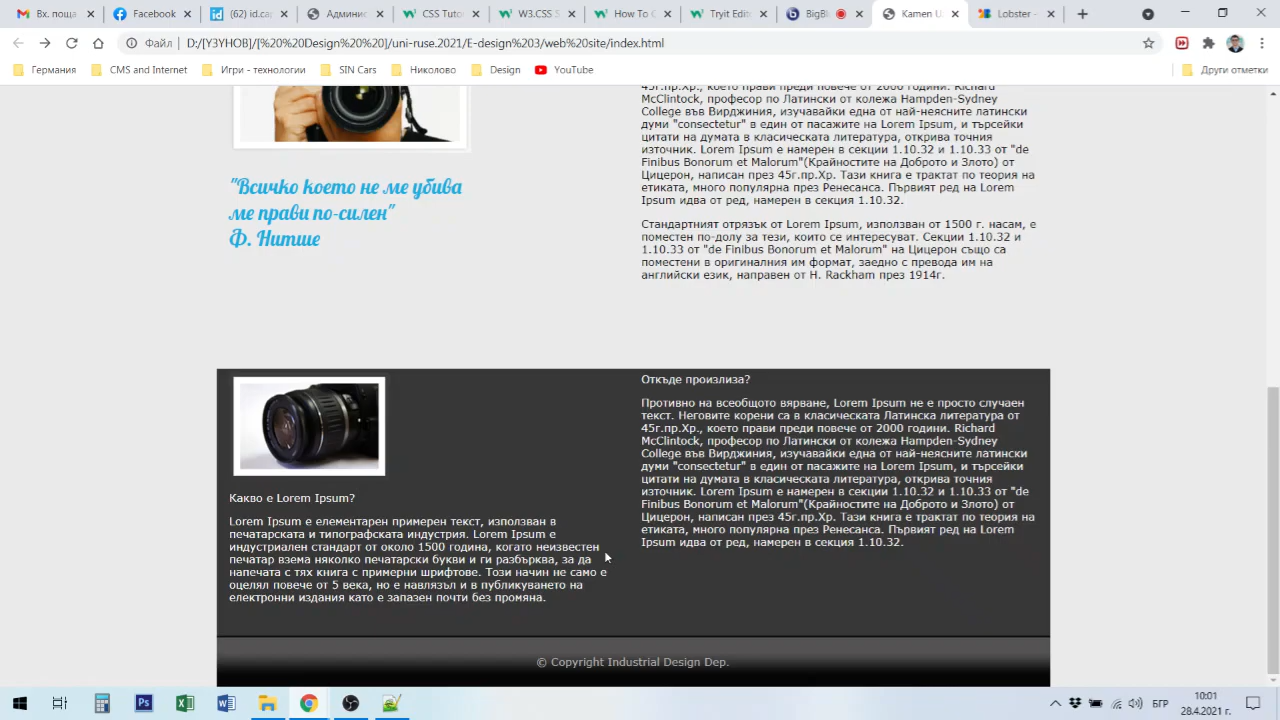 Вх. поща
Facebook
(62) id.car
Админис
CSS Tutor
W3.CSS S
How To C
Tryit Edit
BigBl
Kamen U
Lobster -
Файл
D:/[Y3YHOB]/[%20%20Design%20%20]/uni-ruse.2021/E-design%203/web%20site/index.html
Германия
CMS and Internet
Игри - технологии
SIN Cars
Николово
Design
YouTube
Други отметки
45г.пр.Хр., което прави преди повече от 2000 години. Richard
McClintock, професор по Латински от колежа Hampden-Sydney
College във Вирджиния, изучавайки една от най-неясните латински
думи "consectetur" в един от пасажите на Lorem Ipsum, и търсейки
цитати на думата в класическата литература, открива точния
източник. Lorem Ipsum е намерен в секции 1.10.32 и 1.10.33 от "de
Finibus Bonorum et Malorum"(Крайностите на Доброто и Злото) от
Цицерон, написан през 45г.пр.Хр. Тази книга е трактат по теория на
етиката, много популярна през Ренесанса. Първият ред на Lorem
Ipsum идва от ред, намерен в секция 1.10.32.
"Всичко което не ме убива
ме прави по-силен"
Ф. Нитше
Стандартният отрязък от Lorem Ipsum, използван от 1500 г. насам, е
поместен по-долу за тези, които се интересуват. Секции 1.10.32 и
1.10.33 от "de Finibus Bonorum et Malorum" на Цицерон също са
поместени в оригиналния им формат, заедно с превода им на
английски език, направен от H. Rackham през 1914г.
Какво е Lorem Ipsum?
Lorem Ipsum е елементарен примерен текст, използван в
печатарската и типографската индустрия. Lorem Ipsum е
индустриален стандарт от около 1500 година, когато неизвестен
печатар взема няколко печатарски букви и ги разбърква, за да
напечата с тях книга с примерни шрифтове. Този начин не само е
оцелял повече от 5 века, но е навлязъл и в публикуването на
електронни издания като е запазен почти без промяна.
Откъде произлиза?
Противно на всеобщото вярване, Lorem Ipsum не е просто случаен
текст. Неговите корени са в класическата Латинска литература от
45г.пр.Хр., което прави преди повече от 2000 години. Richard
McClintock, професор по Латински от колежа Hampden-Sydney
College във Вирджиния, изучавайки една от най-неясните латински
думи "consectetur" в един от пасажите на Lorem Ipsum, и търсейки
цитати на думата в класическата литература, открива точния
източник. Lorem Ipsum е намерен в секции 1.10.32 и 1.10.33 от "de
Finibus Bonorum et Malorum"(Крайностите на Доброто и Злото) от
Цицерон, написан през 45г.пр.Хр. Тази книга е трактат по теория на
етиката, много популярна през Ренесанса. Първият ред на Lorem
Ipsum идва от ред, намерен в секция 1.10.32.
© Copyright Industrial Design Dep.
БГР
10:01
28.4.2021 г.